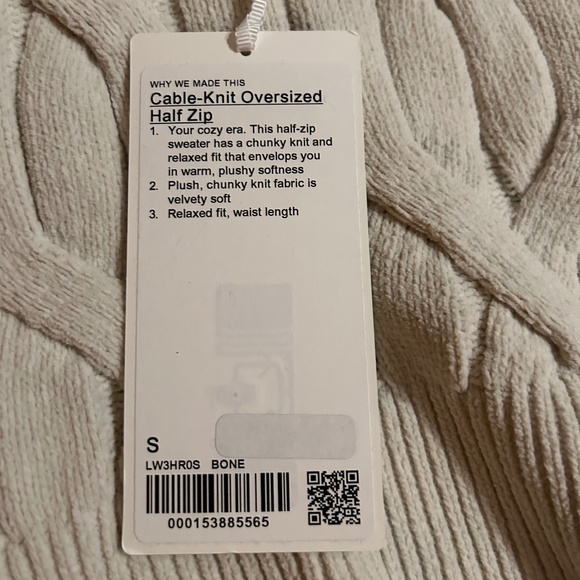 WHY WE MADE THIS
Cable-Knit Oversized
Half Zip
1. Your cozy era. This half-zip
sweater has a chunky knit and
relaxed fit that envelops you
in warm, plushy softness
2. Plush, chunky knit fabric is
velvety soft
3. Relaxed fit, waist length
S
LW3HR0S BONE
000153885565